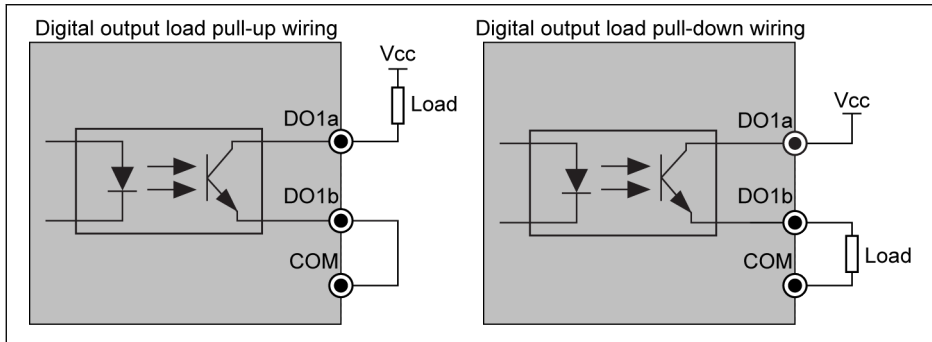 Digital output load pull-up wiring
Vcc
Load
DO1a
DO1b
COM
Digital output load pull-down wiring
Vcc
DO1a
DO1b
COM
Load